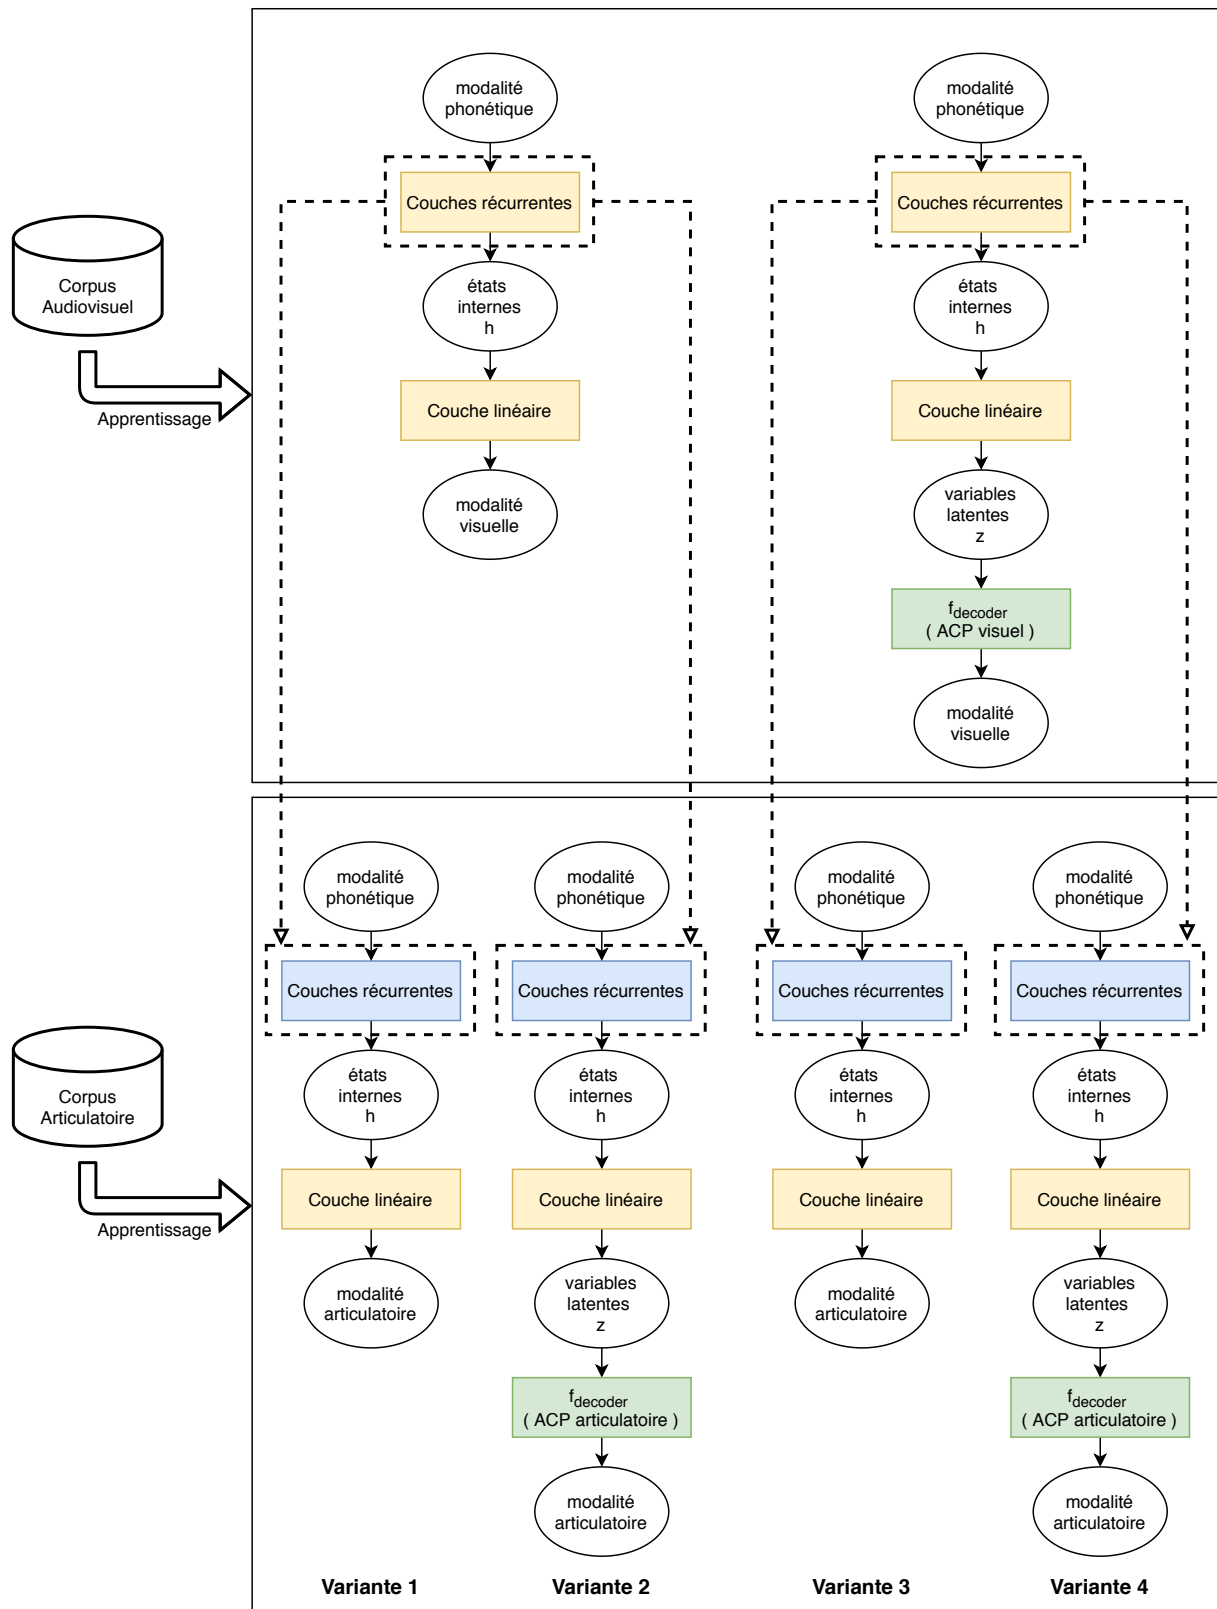 modalité
phonétique
Couches récurrentes
états
internes
h
Couche linéaire
modalité
visuelle
modalité
phonétique
Couches récurrentes
états
internes
h
Couche linéaire
variables
latentes
z
fdecoder
( ACP visuel )
modalité
visuelle
Corpus
Audiovisuel
Apprentissage
Corpus
Articulatoire
Apprentissage
modalité
phonétique
Couches récurrentes
états
internes
h
Couche linéaire
modalité
articulatoire
Variante 1
modalité
phonétique
Couches récurrentes
états
internes
h
Couche linéaire
variables
latentes
z
fdecoder
( ACP articulatoire )
modalité
articulatoire
Variante 2
modalité
phonétique
Couches récurrentes
états
internes
h
Couche linéaire
modalité
articulatoire
Variante 3
modalité
phonétique
Couches récurrentes
états
internes
h
Couche linéaire
variables
latentes
z
fdecoder
( ACP articulatoire )
modalité
articulatoire
Variante 4